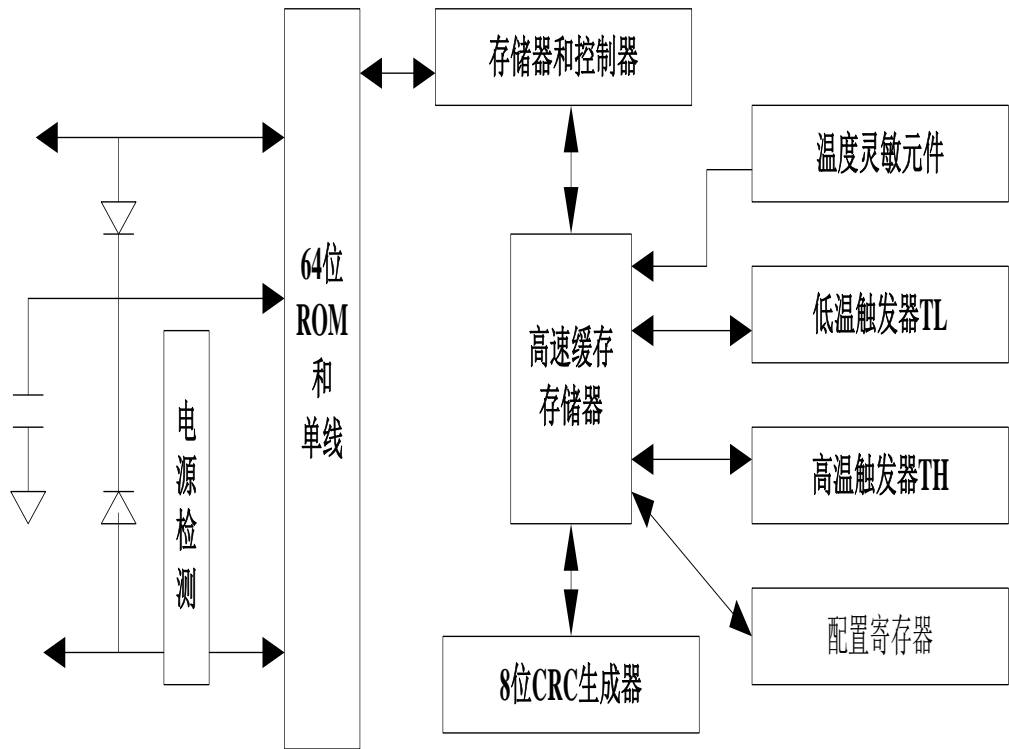 存储器和控制器
温度灵敏元件
64位
ROM
和
单线
高速缓存
存储器
低温触发器TL
电
源
检
测
高温触发器TH
配置寄存器
8位CRC生成器